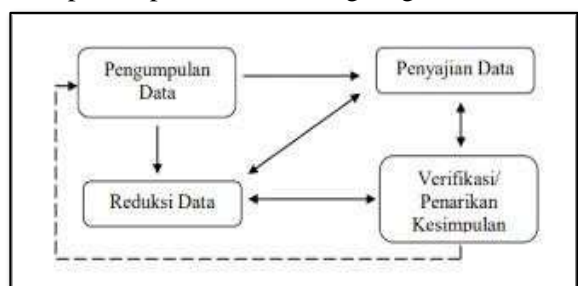 Pengumpulan
Data
Penyajian Data
Reduksi Data
Verifikasi/
Penarikan
Kesimpulan